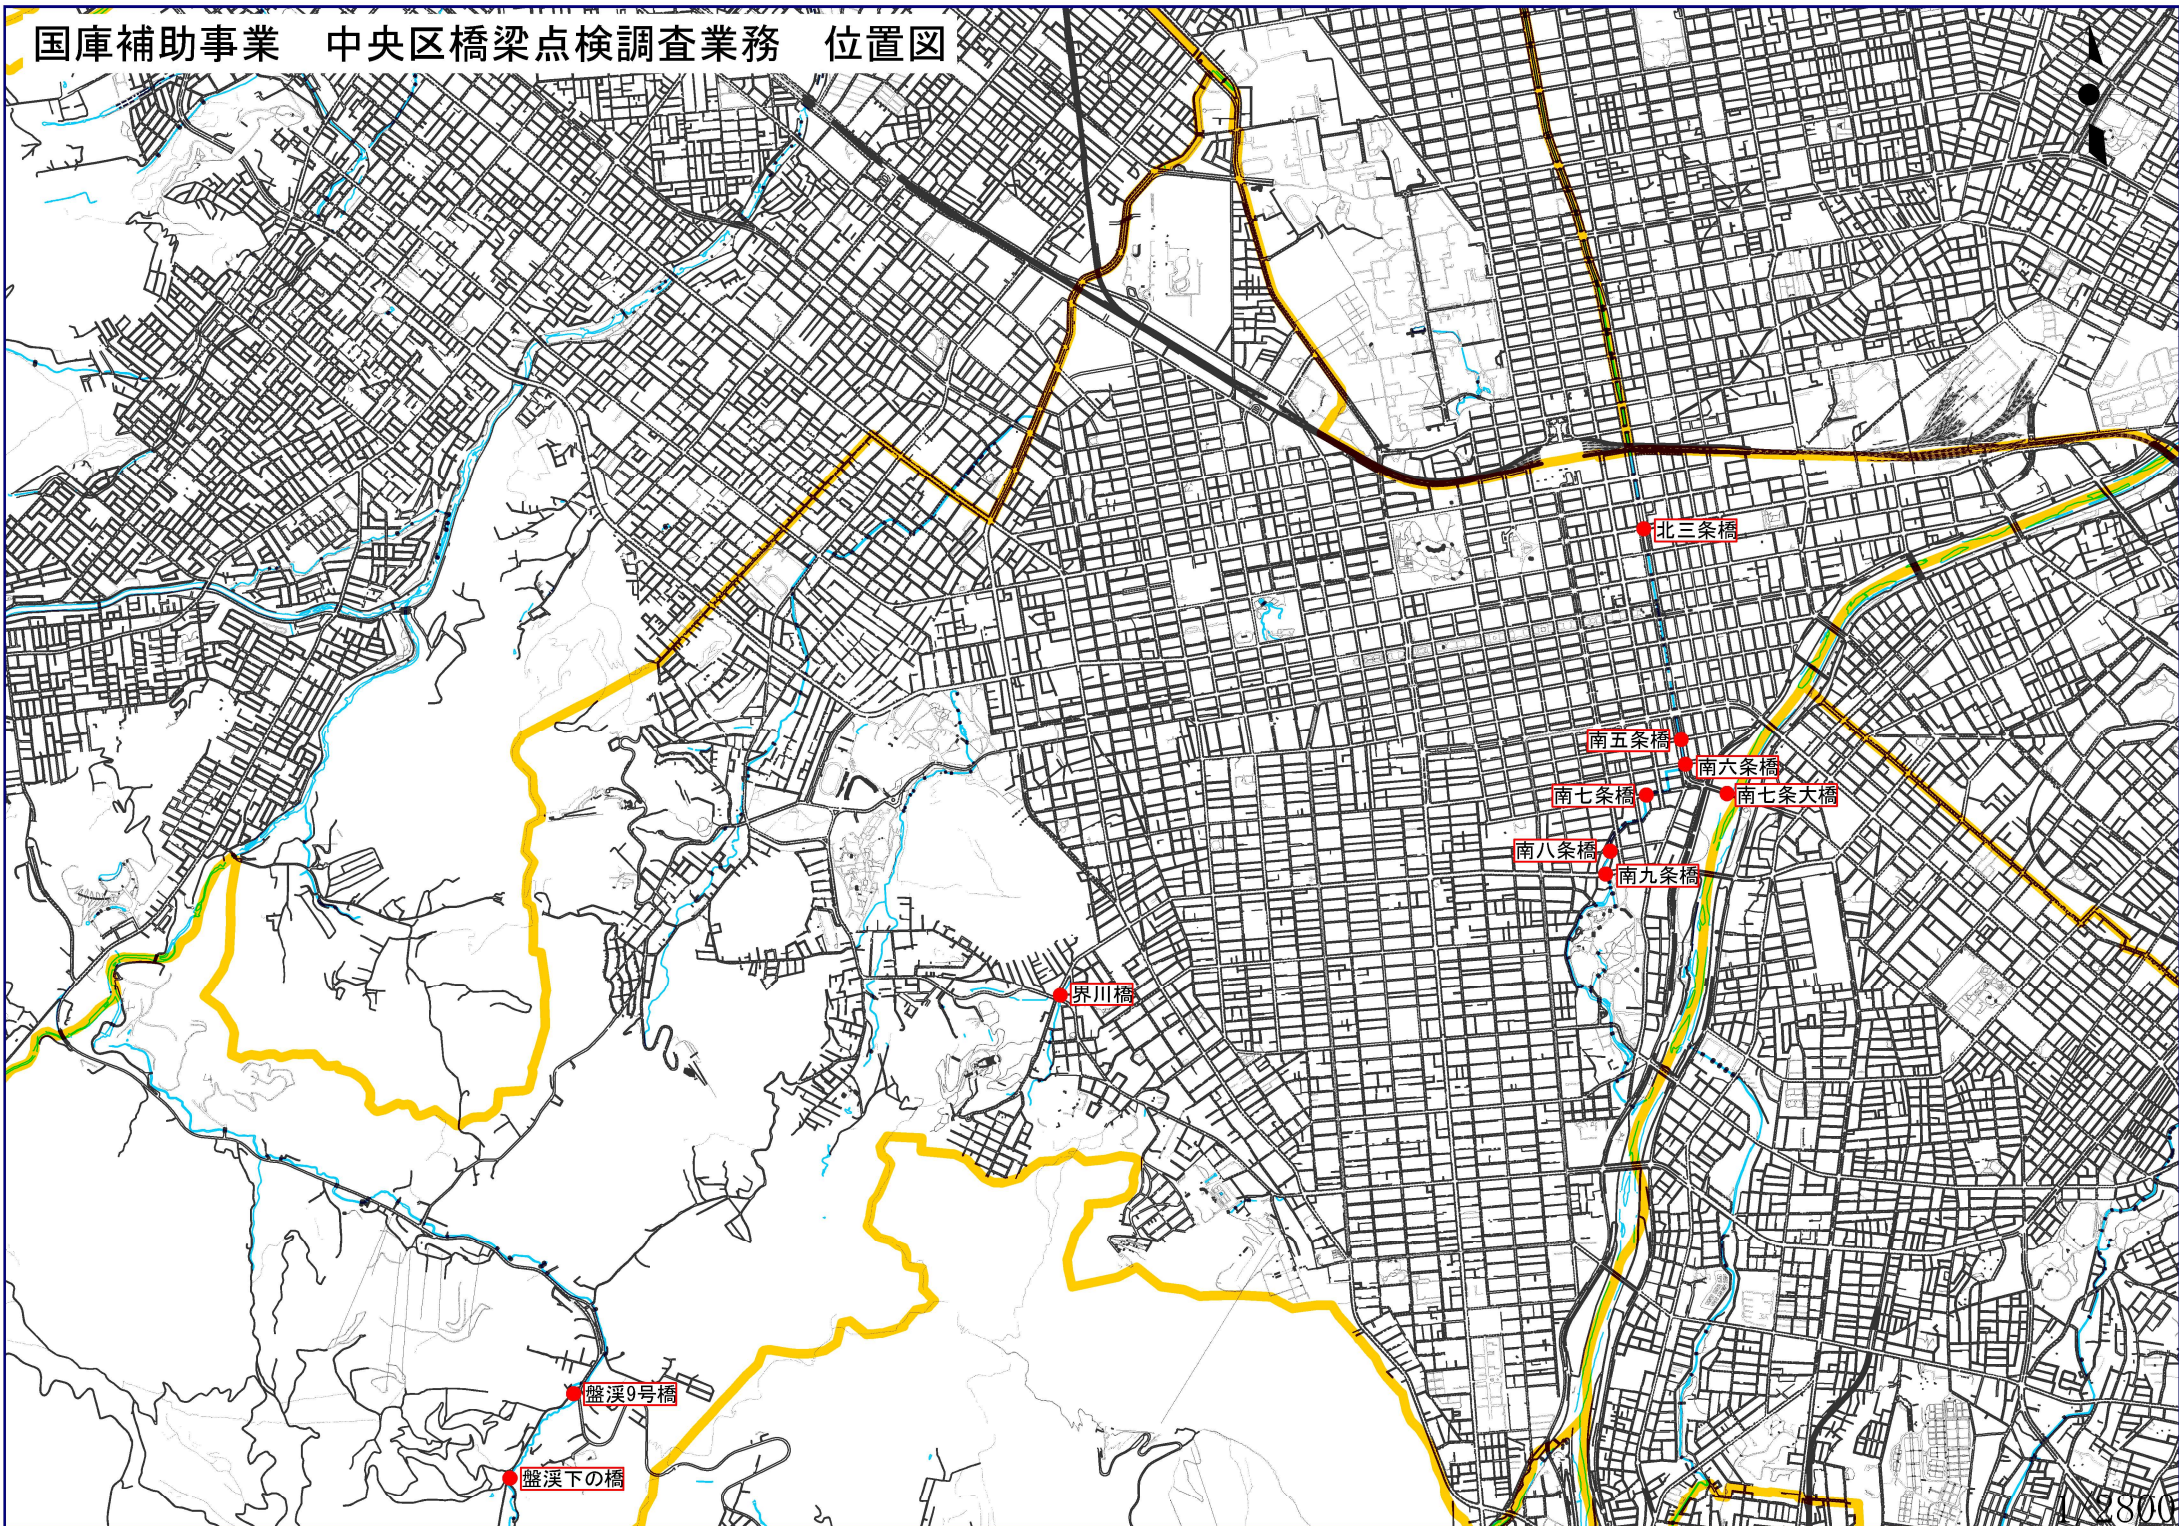 国庫補助事業　中央区橋梁点検調査業務　位置図
北三条橋
南五条橋
南六条橋
南七条橋
南七条大橋
南八条橋
南九条橋
界川橋
盤渓9号橋
盤渓下の橋